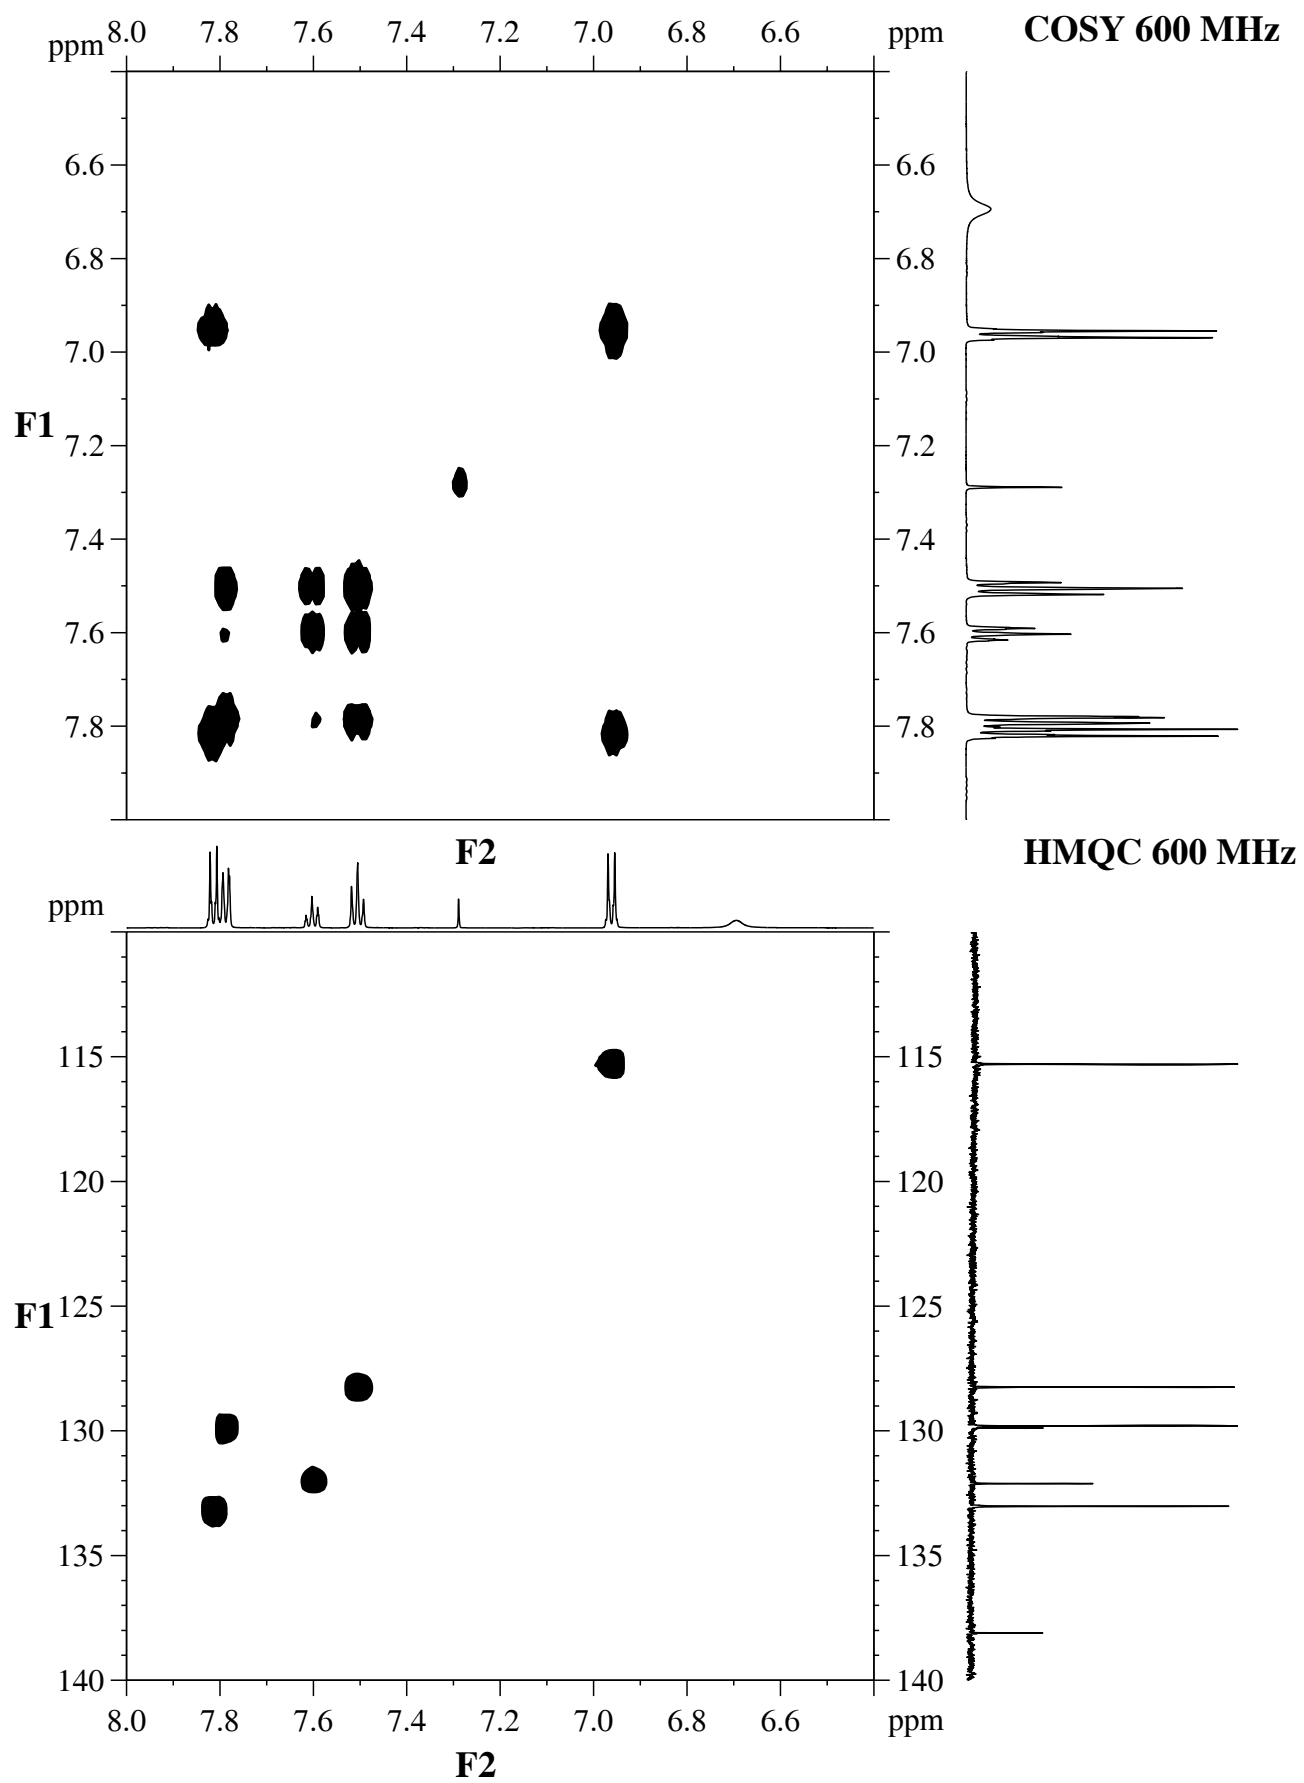 ppm 8.0 7.8 7.6 7.4 7.2 7.0 6.8 6.6 ppm COSY 600 MHz
6.6 6.6
6.8 6.8
7.0 7.0
F1
7.2 7.2
7.4 7.4
7.6 7.6
7.8 7.8
F2 HMQC 600 MHz
ppm
115 115
120 120
F1 125 125
130 130
135 135
140 140
8.0 7.8 7.6 7.4 7.2 7.0 6.8 6.6 ppm
F2